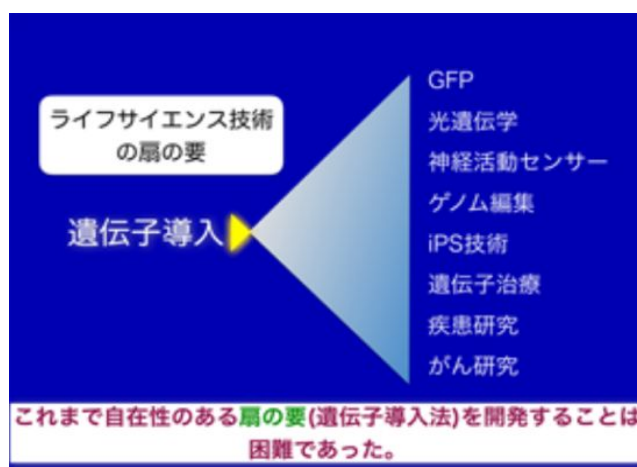 ライフサイエンス技術
の扇の要
遺伝子導入
GFP
光遺伝学
神経活動センサー
ゲノム編集
iPS技術
遺伝子治療
疾患研究
がん研究
これまで自在性のある扇の要(遺伝子導入法)を開発することは
困難であった。